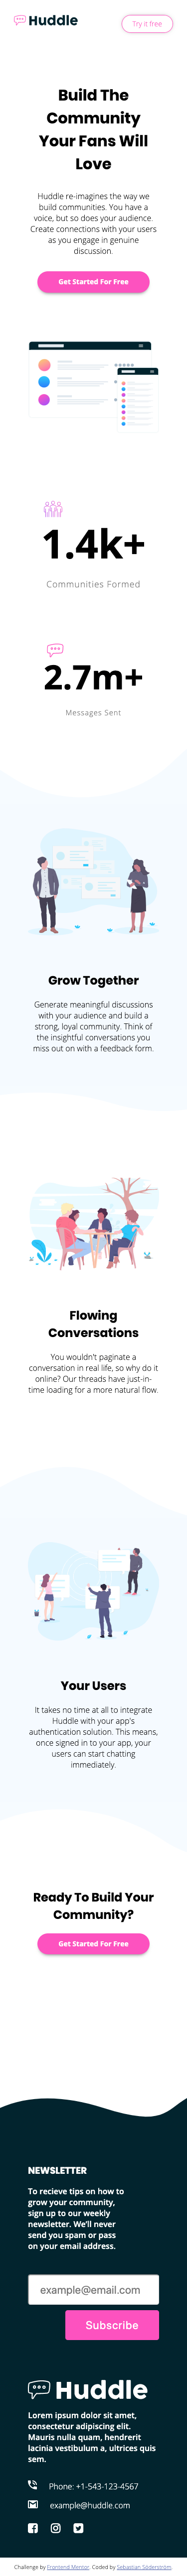 Huddle
Try it free
Build The
Community
Your Fans Will
Love
Huddle re-imagines the way we
build communities. You have a
voice, but so does your audience.
Create connections with your users
as you engage in genuine
discussion.
Get Started For Free
1.4k+
Communities Formed
2.7m+
Messages Sent
Grow Together
Generate meaningful discussions
with your audience and build a
strong, loyal community. Think of
the insightful conversations you
miss out on with a feedback form.
Flowing
Conversations
You wouldn't paginate a
conversation in real life, so why do it
online? Our threads have just-in-
time loading for a more natural flow.
Your Users
It takes no time at all to integrate
Huddle with your app's
authentication solution. This means,
once signed in to your app, your
users can start chatting
immediately.
Ready To Build Your
Community?
Get Started For Free
NEWSLETTER
To recieve tips on how to
grow your community,
sign up to our weekly
newsletter. We'll never
send you spam or pass
on your email address.
example@email.com
Subscribe
Huddle
Lorem ipsum dolor sit amet,
consectetur adipiscing elit.
Mauris nulla quam, hendrerit
lacinia vestibulum a, ultrices quis
sem.
Phone: +1-543-123-4567
example@huddle.com
Challenge by Frontend Mentor. Coded by Sebastian Söderström.